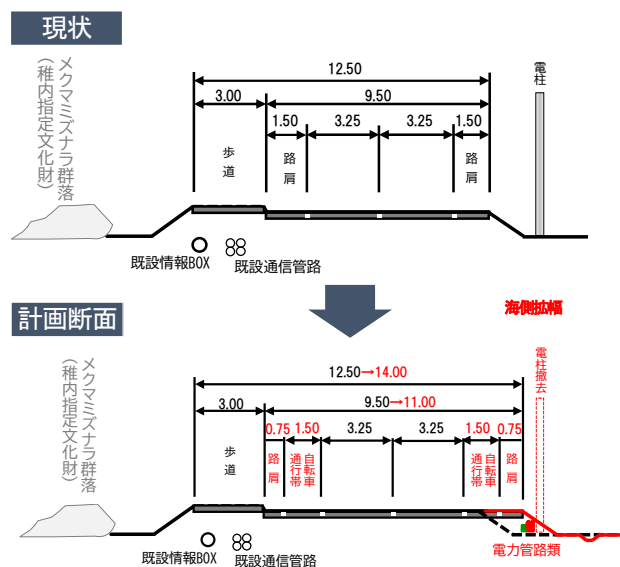 現状
メクマミズナラ群落
(稚内指定文化財)
電柱
12.50
3.00
9.50
1.50
3.25
3.25
1.50
歩道
路肩
路肩
既設情報BOX
既設通信管路
計画断面
海側拡幅
メクマミズナラ群落
(稚内指定文化財)
電柱撤去
12.50→14.00
3.00
9.50→11.00
0.75
1.50
3.25
3.25
1.50
0.75
歩道
路肩
自転車
通行帯
自転車
通行帯
路肩
既設情報BOX
既設通信管路
電力管路類